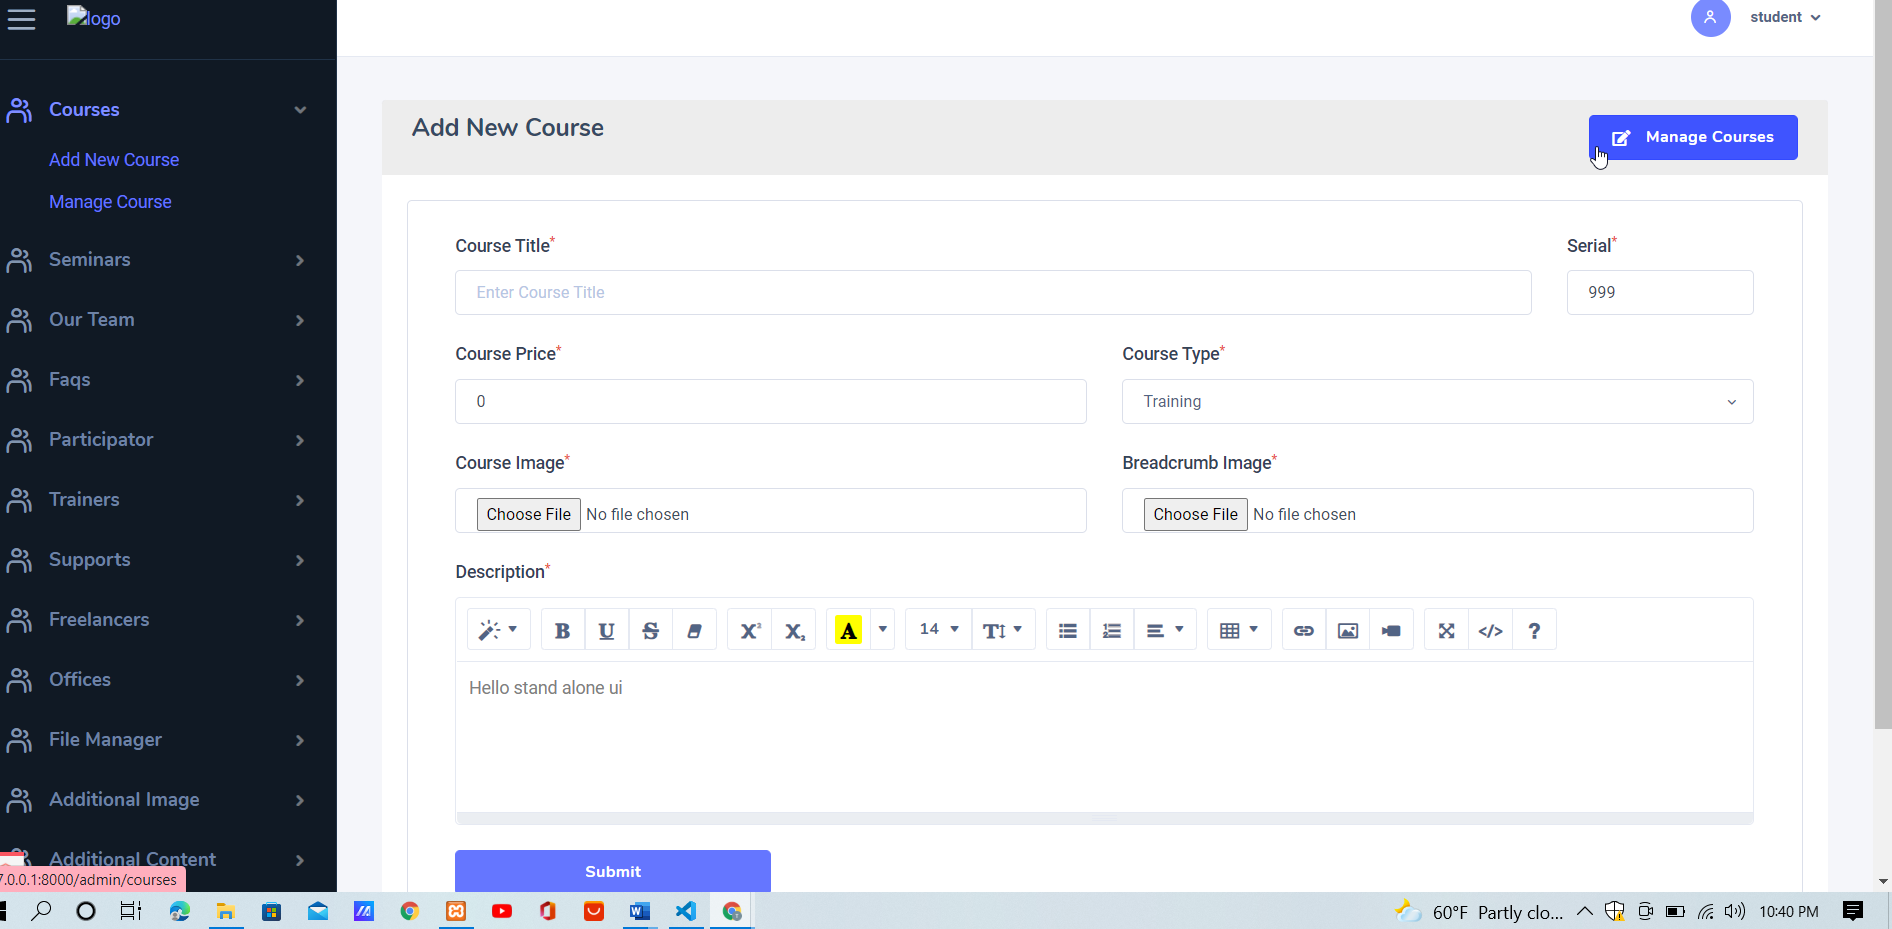 logo
student
Courses
Add New Course
Manage Course
Seminars
Our Team
Faqs
Participator
Trainers
Supports
Freelancers
Offices
File Manager
Additional Image
Additional Content
7.0.0.1:8000/admin/courses
Add New Course
Manage Courses
Course Title*
Serial*
Enter Course Title
999
Course Price*
Course Type*
0
Training
Course Image*
Breadcrumb Image*
Choose File No file chosen
Choose File No file chosen
Description*
B U S X² X₂ A 14 T </> ?
Hello stand alone ui
Submit
60°F Partly clo... 10:40 PM